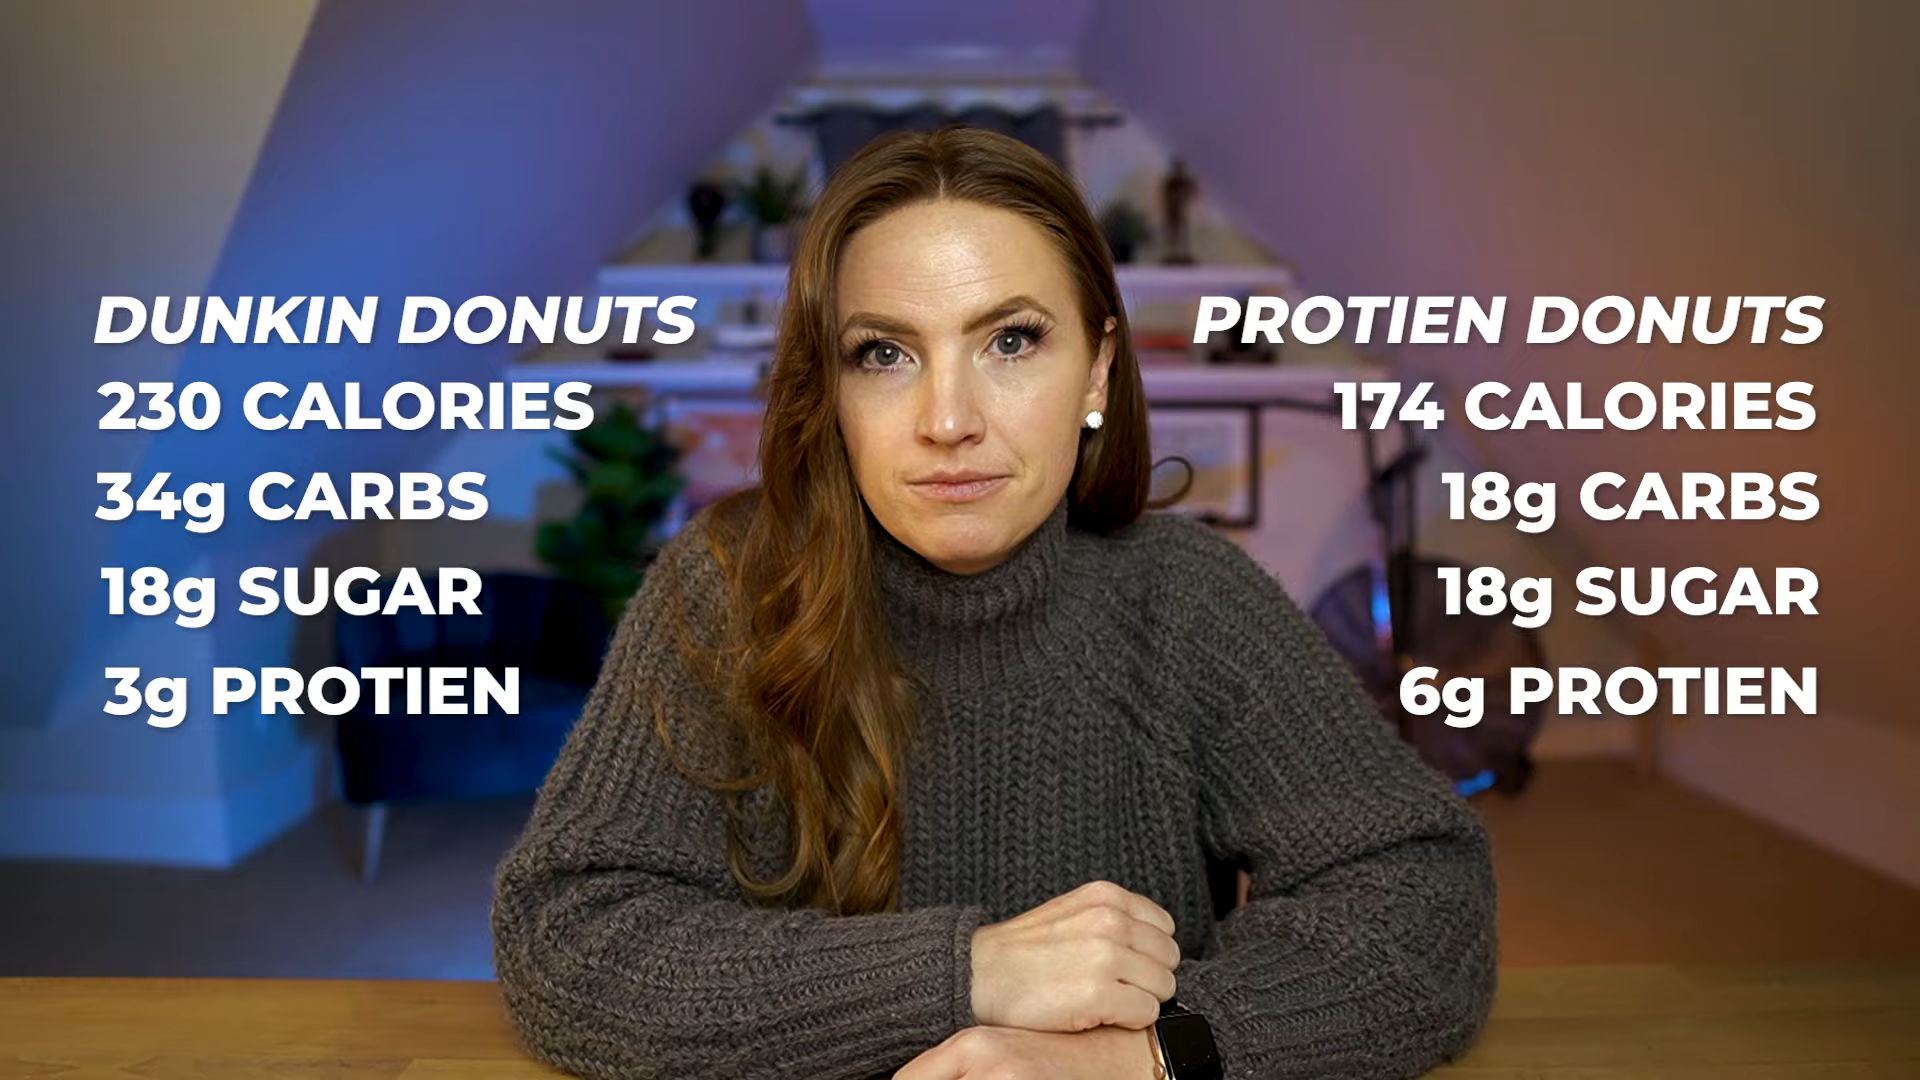 DUNKIN DONUTS
230 CALORIES
34g CARBS
18g SUGAR
3g PROTIEN
PROTIEN DONUTS
174 CALORIES
18g CARBS
18g SUGAR
6g PROTIEN